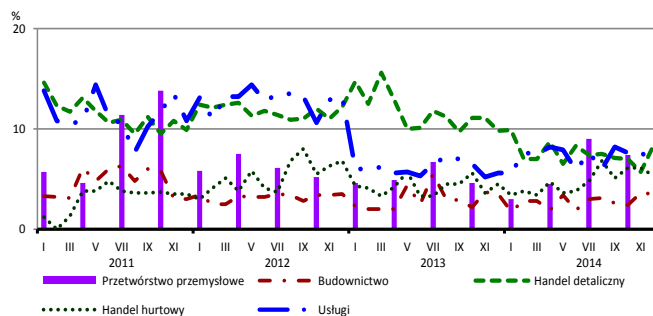 %
20
10
0
I III V VII IX XI I III V VII IX XI I III V VII IX XI I III V VII IX XI
2011 2012 2013 2014
Przetwórstwo przemysłowe Budownictwo Handel detaliczny
Handel hurtowy Usługi